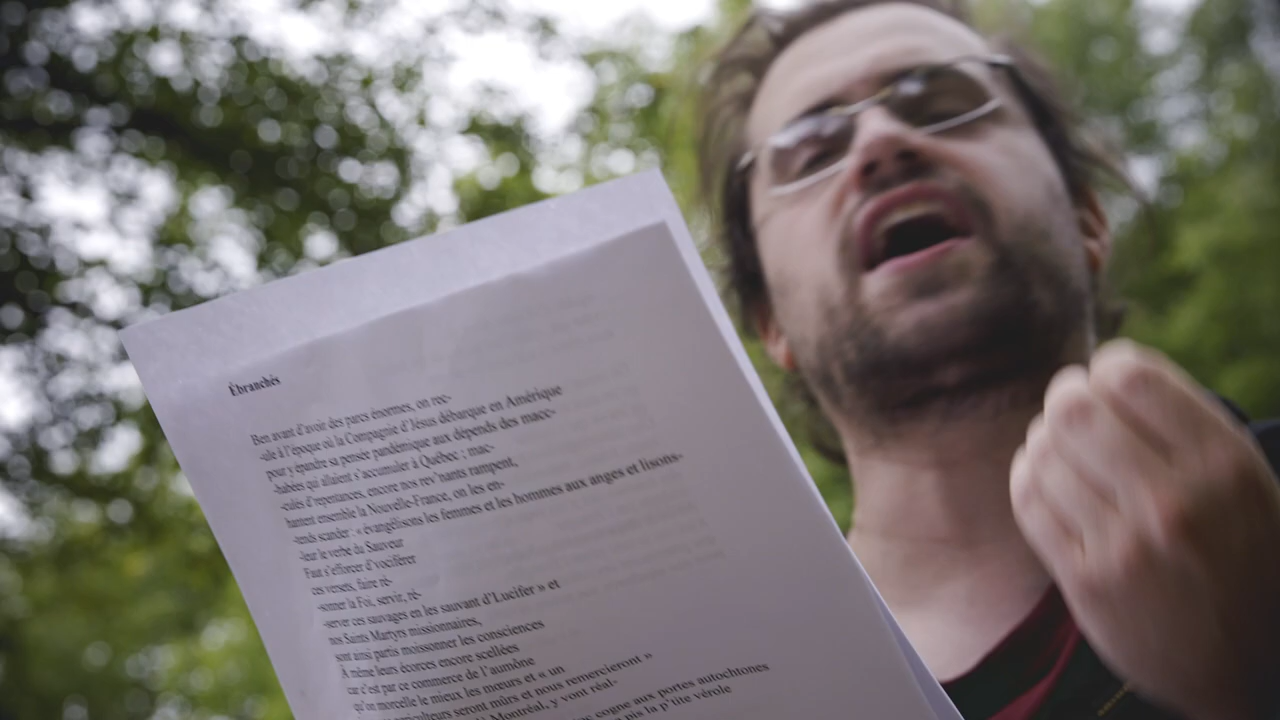 Ébranchés
Ben avant d'avoir des parcs énormes, on rec-
-ule à l'époque où la Compagnie d'Jésus débarque en Amérique
pour y épandre sa pensée pandémique aux dépends des macc-
-habées qui allaient s'accumuler à Québec ; mac-
-culés d'repentances, encore nos rev'nants rampent,
hantent ensemble la Nouvelle-France, on les en-
-tends scander : « évangélisons les femmes et les hommes aux anges et lisons-
-leur le verbe du Sauveur
Faut s'efforcer d'vociférer
ces versets, faire ré-
-sonner la Foi, servir, ré-
-server ces sauvages en les sauvant d'Lucifer » et
nos Saints Martyrs missionnaires,
sont ainsi partis moissonner les consciences
À même leurs écorces encore scellées
car c'est par ce commerce de l'aumône
qu'on morcelle le mieux les mœurs et « un
seront mûrs et nous remercieront »
Montréal, y vont réal-
cogne aux portes autochtones
pis la p'tite vérole